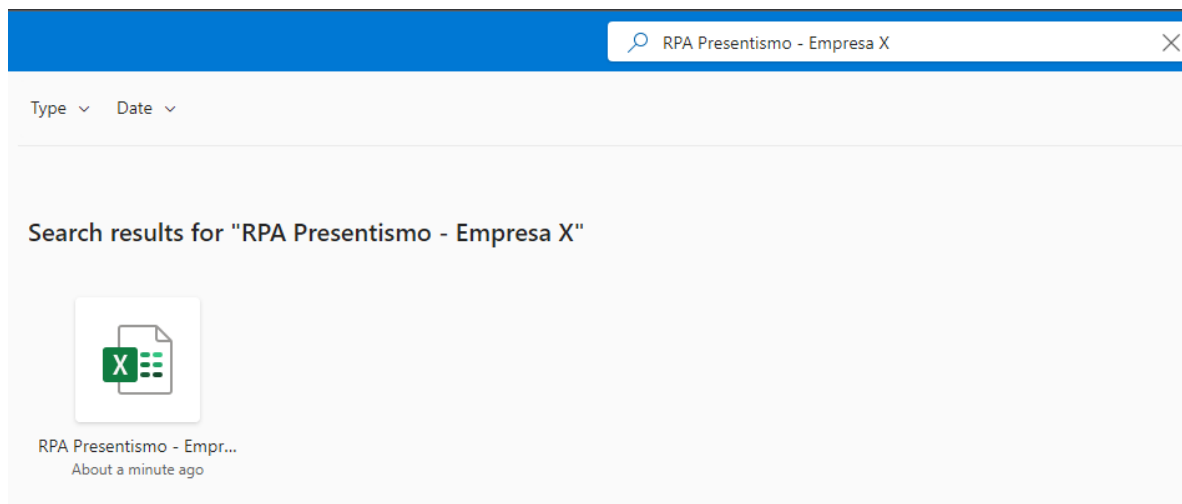 RPA Presentismo - Empresa X
Type Date
Search results for "RPA Presentismo - Empresa X"
X
RPA Presentismo - Empr...
About a minute ago